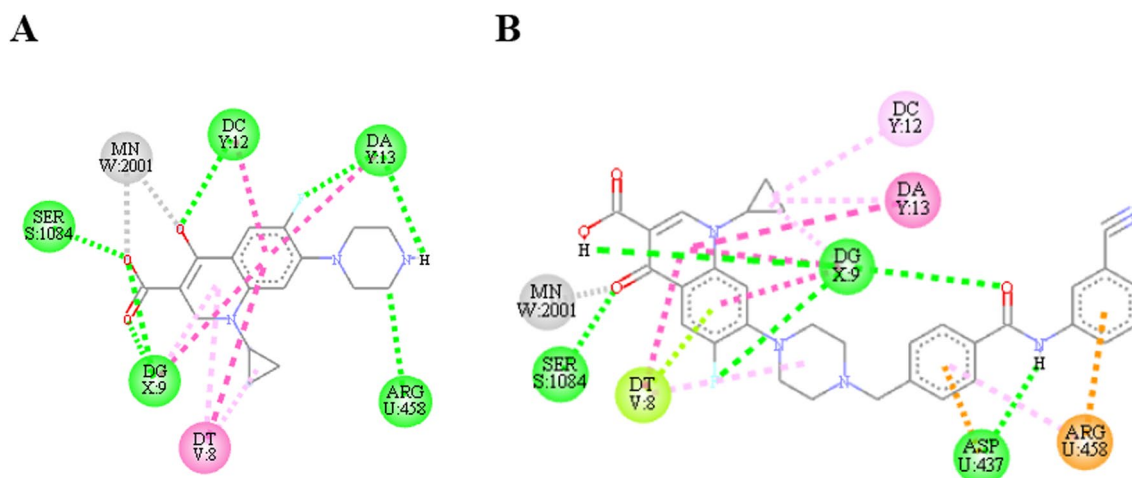 A
B
DC
Y:12
DA
Y:13
MN
W:2001
SER
S:1084
O
O
O
F
N
N
H
N
DG
X:9
ARG
U:458
DT
V:8
DC
Y:12
DA
Y:13
O
O
H
N
DG
X:9
O
N
MN
W:2001
O
SER
S:1084
F
N
N
N
H
DT
V:8
ASP
U:437
ARG
U:458